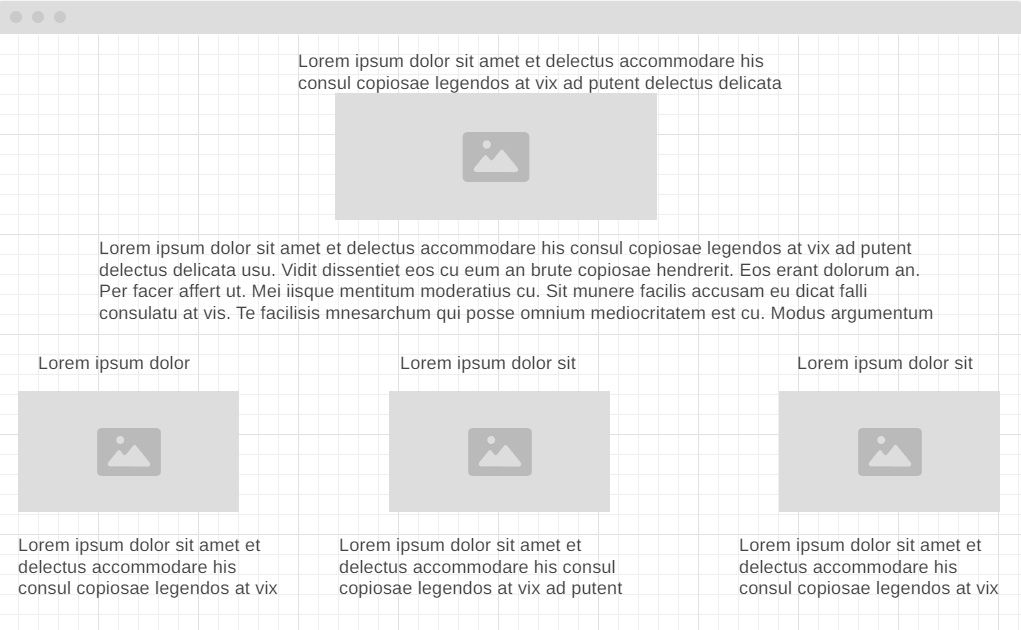 Lorem ipsum dolor sit amet et delectus accommodare his
consul copiosae legendos at vix ad putent delectus delicata
Lorem ipsum dolor sit amet et delectus accommodare his consul copiosae legendos at vix ad putent
delectus delicata usu. Vidit dissentiet eos cu eum an brute copiosae hendrerit. Eos erant dolorum an.
Per facer affert ut. Mei iisque mentitum moderatius cu. Sit munere facilis accusam eu dicat falli
consulatu at vis. Te facilisis mnesarchum qui posse omnium mediocritatem est cu. Modus argumentum
Lorem ipsum dolor
Lorem ipsum dolor sit
Lorem ipsum dolor sit
Lorem ipsum dolor sit amet et
delectus accommodare his
consul copiosae legendos at vix
Lorem ipsum dolor sit amet et
delectus accommodare his consul
copiosae legendos at vix ad putent
Lorem ipsum dolor sit amet et
delectus accommodare his
consul copiosae legendos at vix